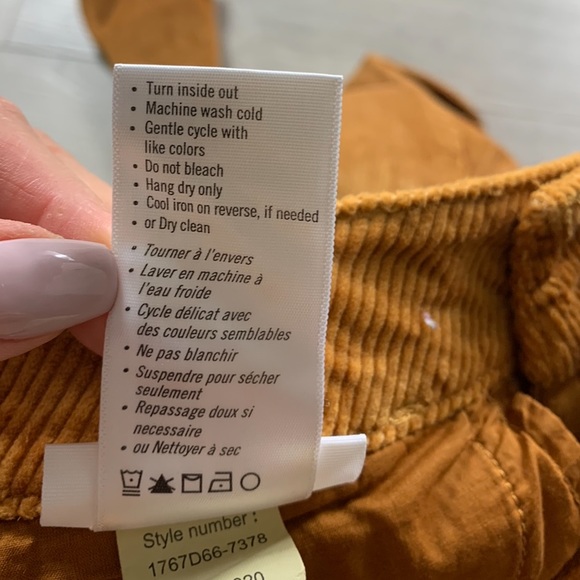 • Turn inside out
• Machine wash cold
• Gentle cycle with
like colors
• Do not bleach
• Hang dry only
• Cool iron on reverse, if needed
• or Dry clean
• Tourner à l'envers
• Laver en machine à
l'eau froide
• Cycle délicat avec
des couleurs semblables
• Ne pas blanchir
• Suspendre pour sécher
seulement
• Repassage doux si
necessaire
• ou Nettoyer à sec
Style number :
1767D66-7378